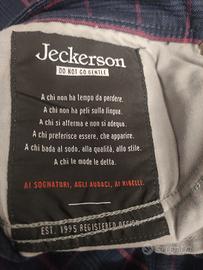 Jeckerson
DO NOT GO GENTLE
A chi non ha tempo da perdere.
A chi non ha peli sulla lingua.
A chi si afferma e non si adegua.
A chi preferisce essere, che apparire.
A chi bada al sodo, alla qualità, allo stile.
A chi le mode le detta.
AI SOGNATORI, AGLI AUDACI, AI RIBELLI.
EST. 1995 REGISTERED DESIGN